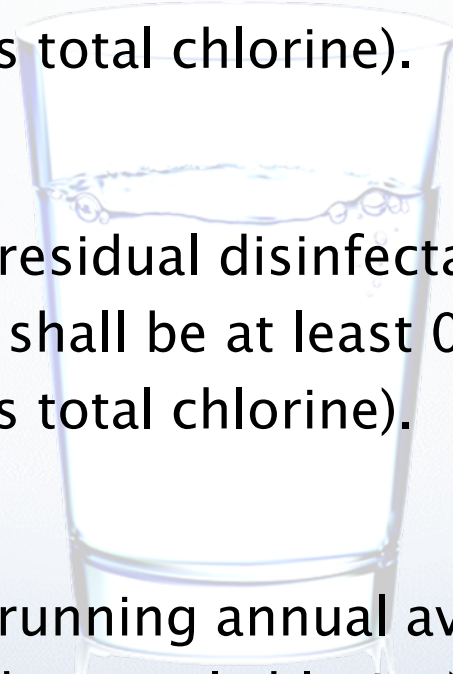 s total chlorine).
residual disinfecta
shall be at least 0
s total chlorine).
running annual av